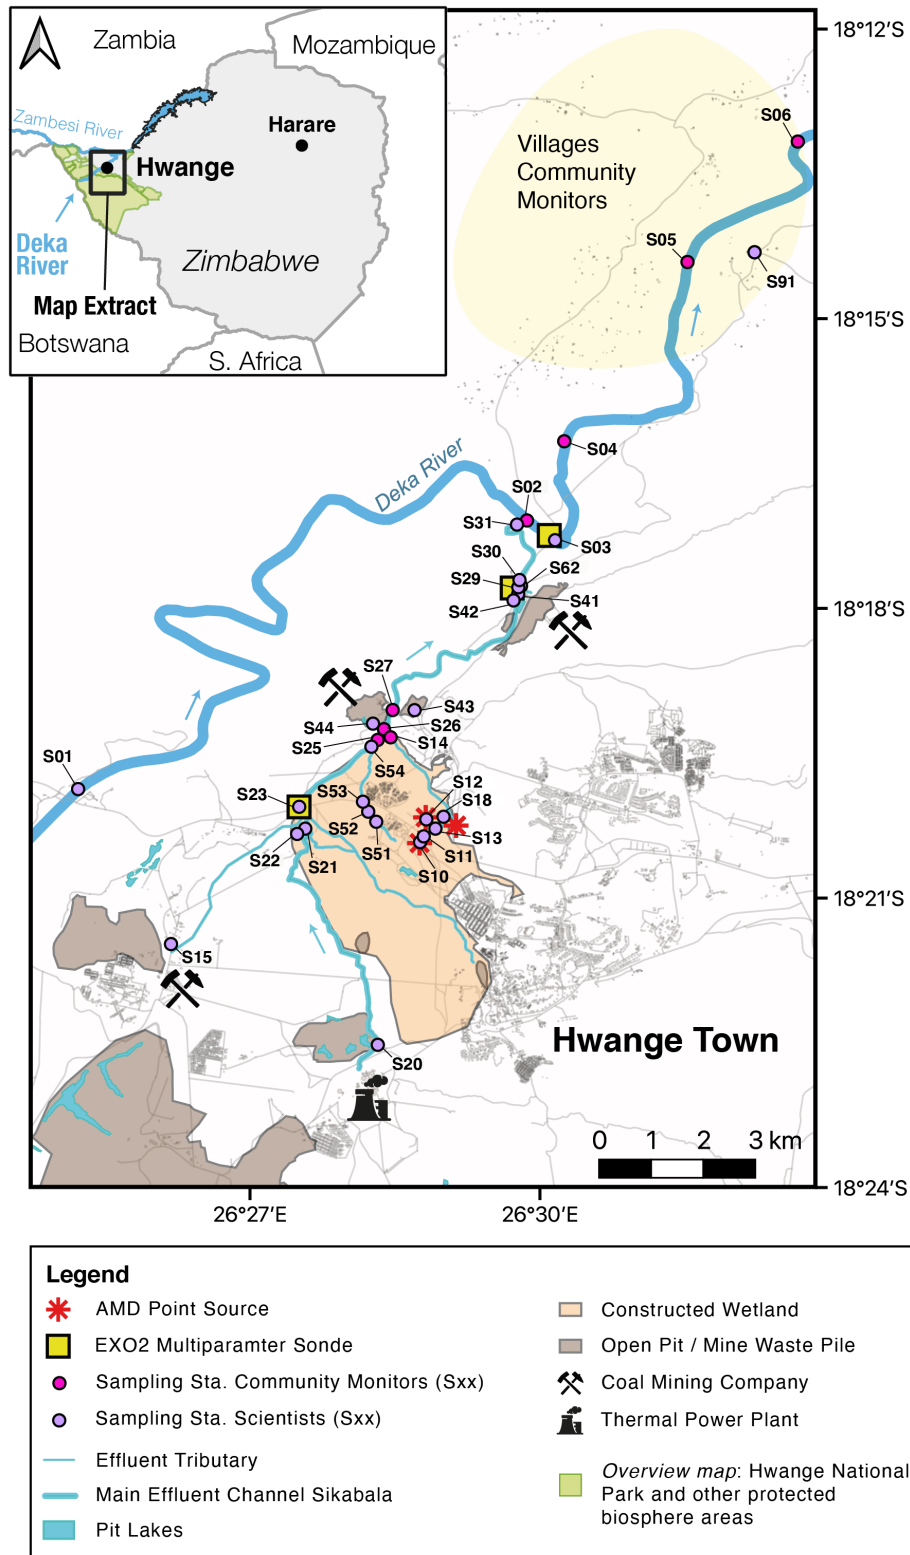 Zambia
Mozambique
Zambesi River
Harare
Hwange
Deka
River
Zimbabwe
Map Extract
Botswana
S. Africa
18°12′S
S06
Villages
Community
Monitors
S05
S91
18°15′S
S04
Deka River
S02
S31
S03
S30
S62
S29
S41
S42
18°18′S
S27
S43
S44
S26
S25
S14
S54
S01
S12
S53
S23
S18
S52
S13
S22
S21
S51
S11
S10
18°21′S
S15
Hwange Town
S20
0 1 2 3 km
18°24′S
26°27′E
26°30′E
Legend
AMD Point Source
EXO2 Multiparamter Sonde
Sampling Sta. Community Monitors (Sxx)
Sampling Sta. Scientists (Sxx)
Effluent Tributary
Main Effluent Channel Sikabala
Pit Lakes
Constructed Wetland
Open Pit / Mine Waste Pile
Coal Mining Company
Thermal Power Plant
Overview map: Hwange National
Park and other protected
biosphere areas